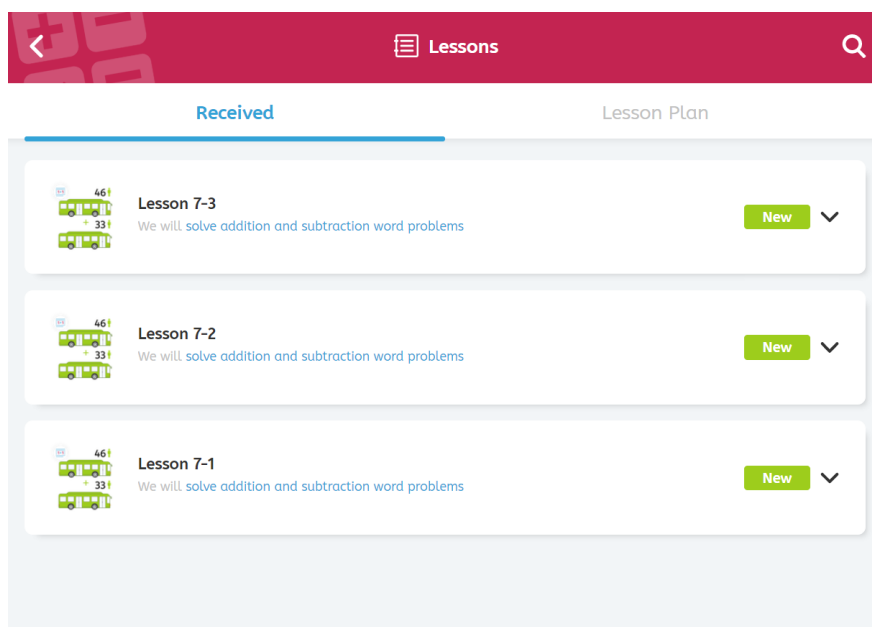 Lessons
Received
Lesson Plan
46
+ 33
Lesson 7-3
We will solve addition and subtraction word problems
New
46
+ 33
Lesson 7-2
We will solve addition and subtraction word problems
New
46
+ 33
Lesson 7-1
We will solve addition and subtraction word problems
New